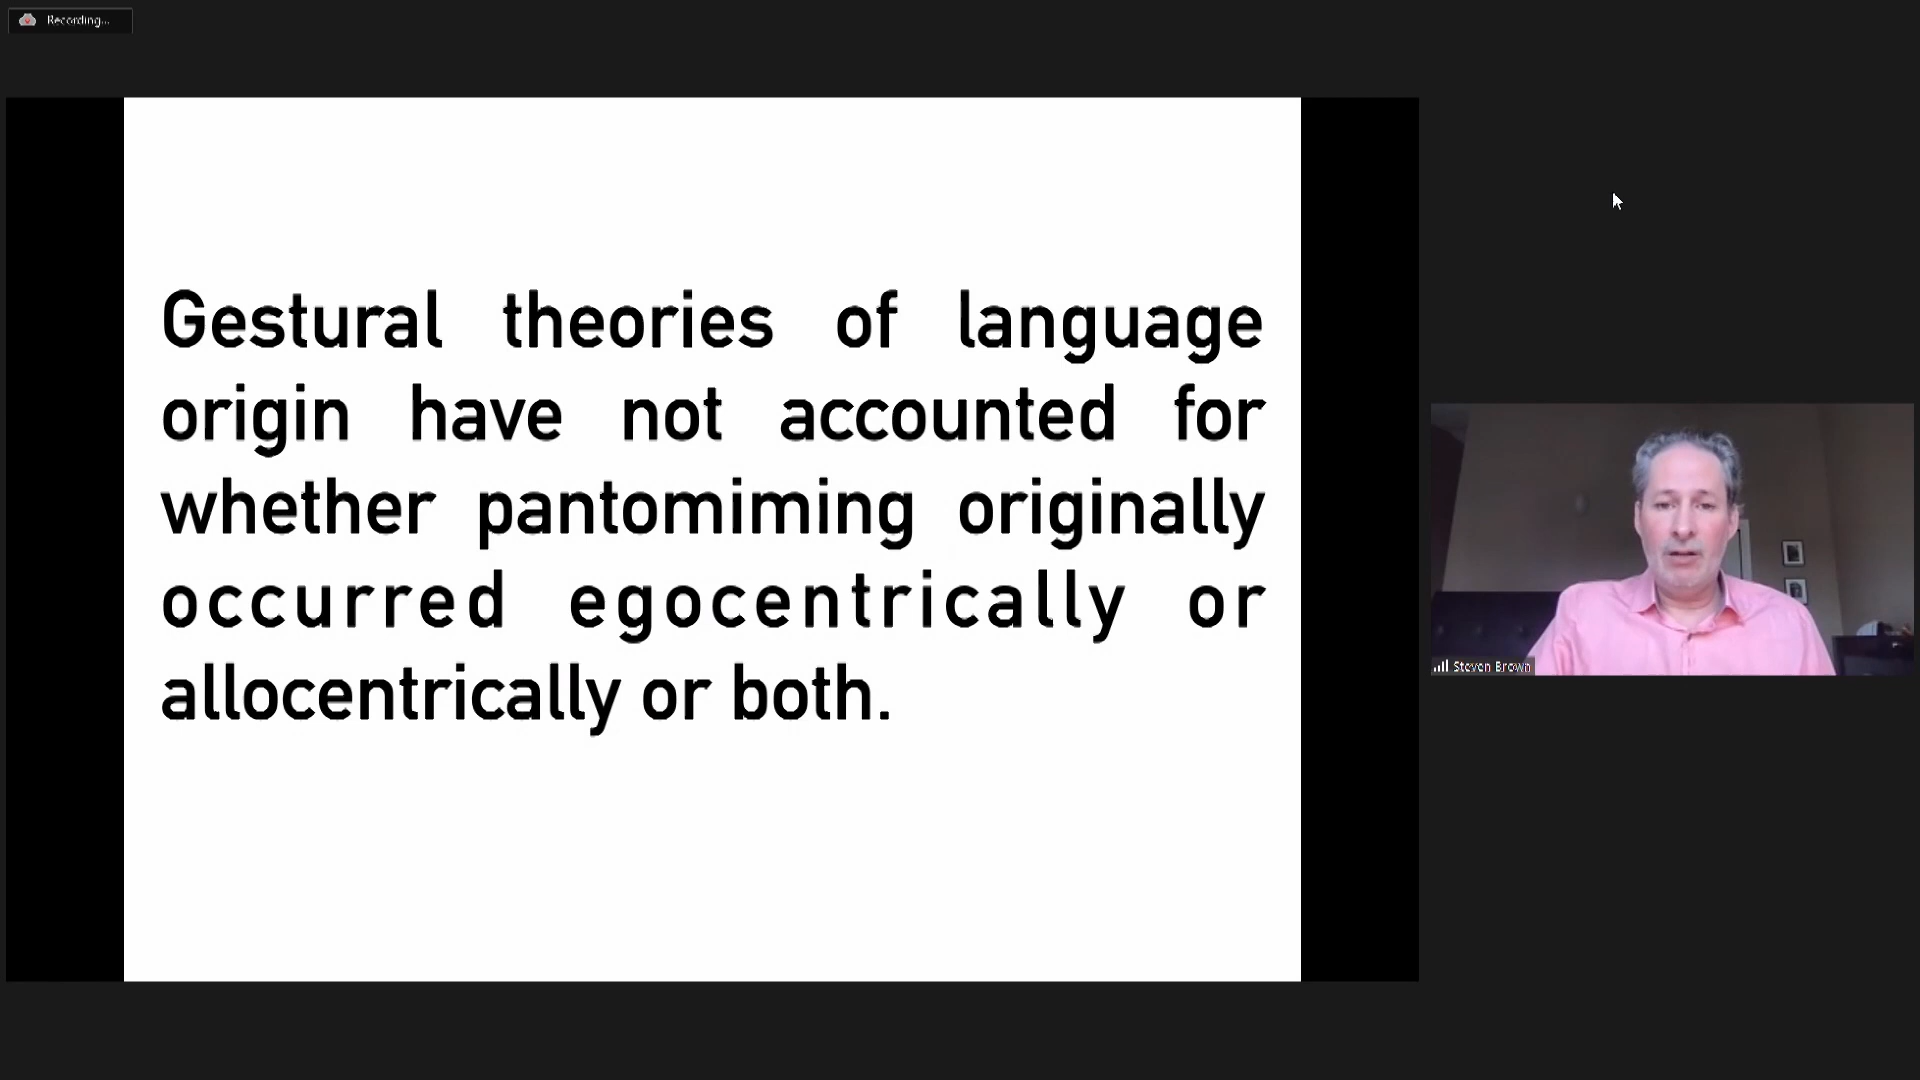 Recording...
Gestural theories of language
origin have not accounted for
whether pantomiming originally
occurred egocentrically or
allocentrically or both.
Steven Brown